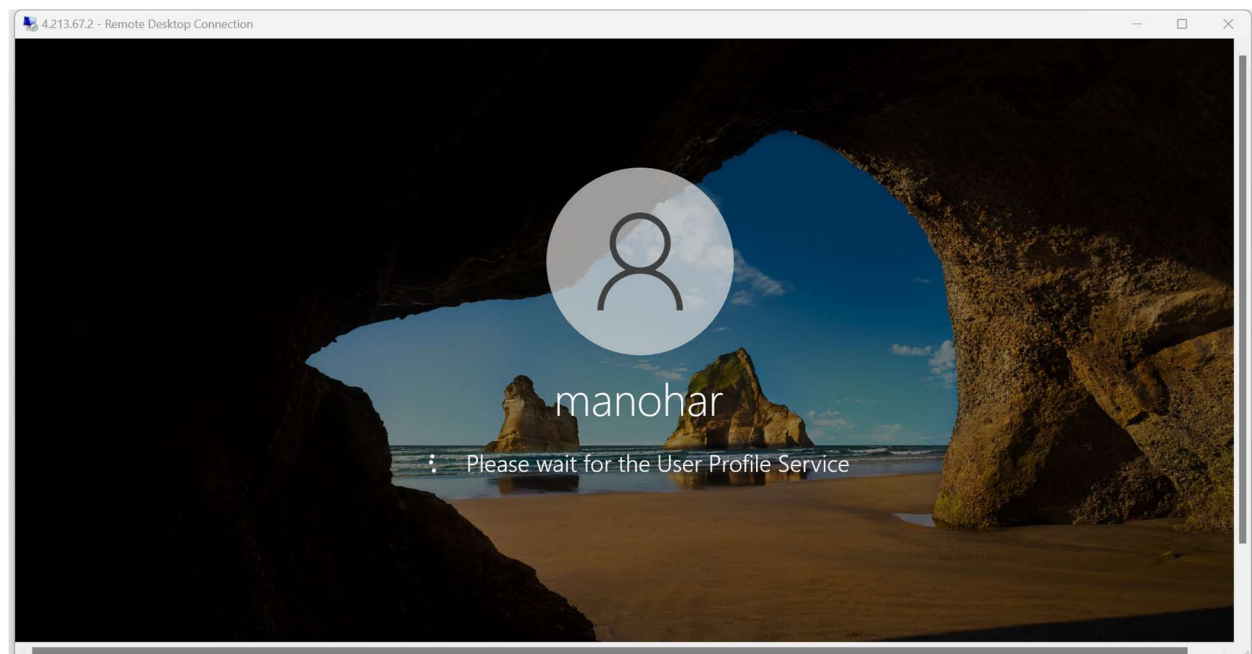 4.213.67.2 - Remote Desktop Connection
manohar
Please wait for the User Profile Service